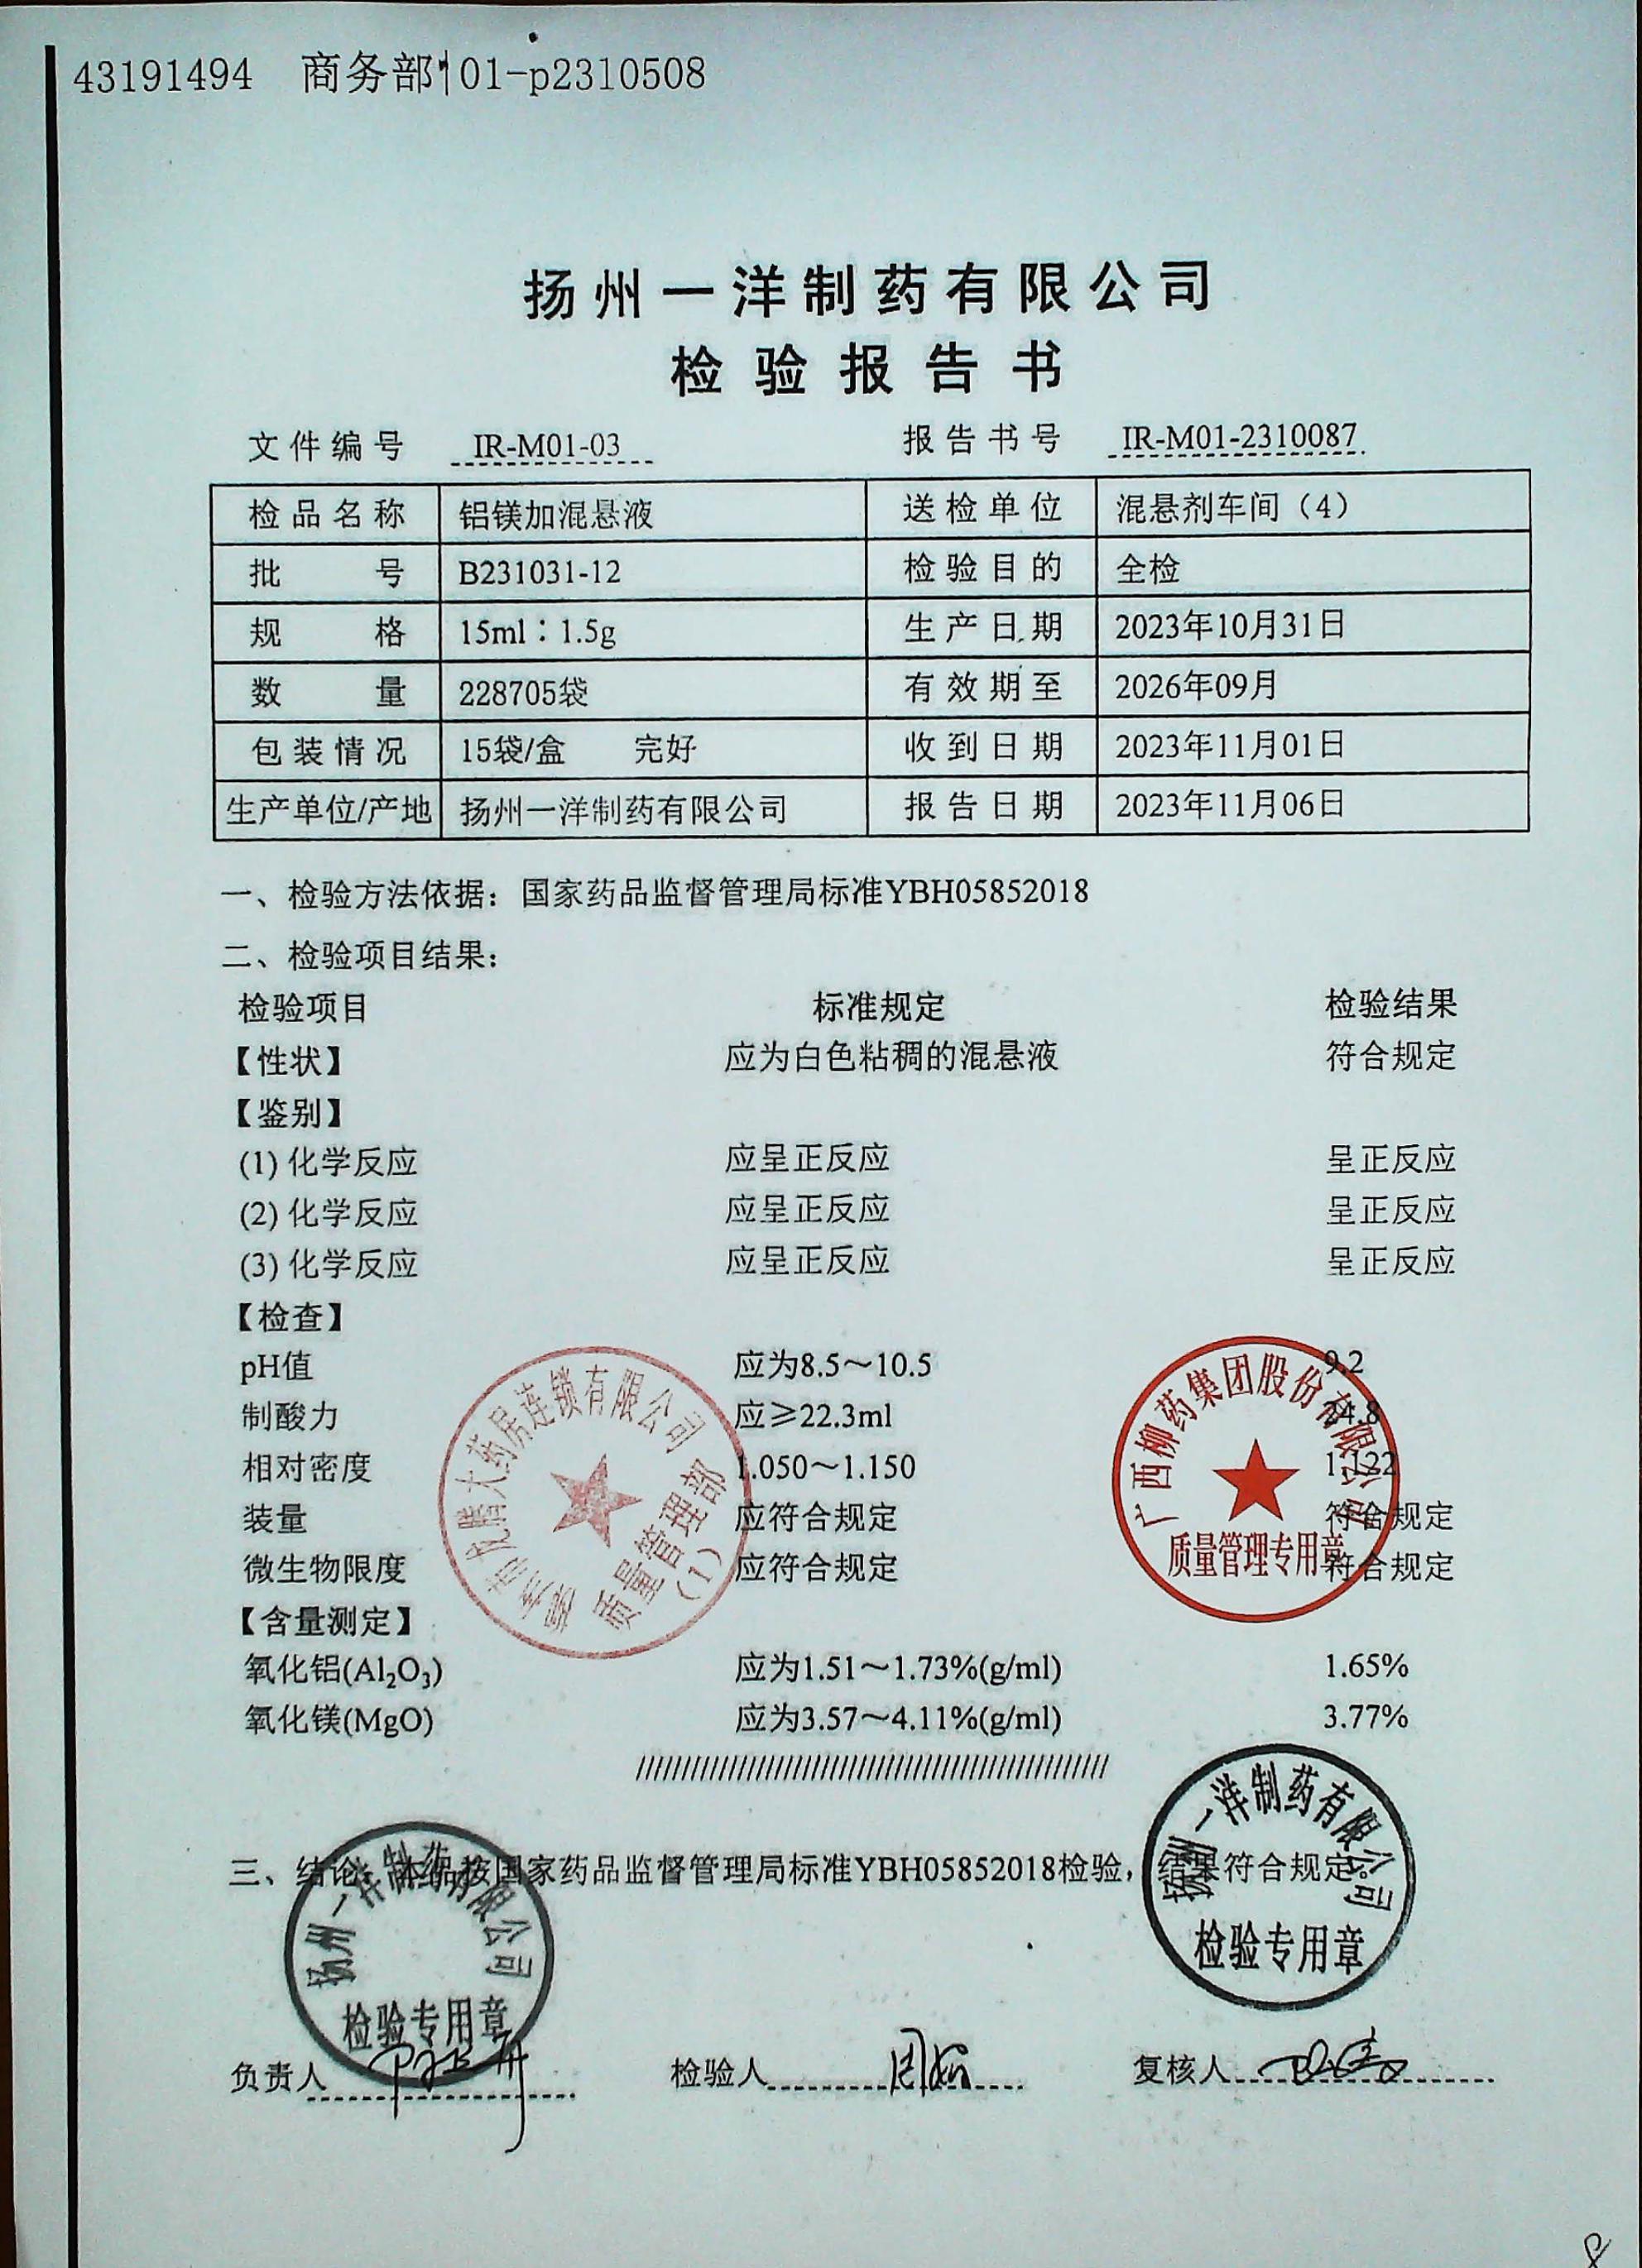 43191494 商务部 01-p2310508
扬州一洋制药有限公司
检验报告书
文件编号 IR-M01-03 报告书号 IR-M01-2310087
检品名称 铝镁加混悬液 送检单位 混悬剂车间（4）
批号 B231031-12 检验目的 全检
规格 15ml：1.5g 生产日期 2023年10月31日
数量 228705袋 有效期至 2026年09月
包装情况 15袋/盒 完好 收到日期 2023年11月01日
生产单位/产地 扬州一洋制药有限公司 报告日期 2023年11月06日
一、检验方法依据：国家药品监督管理局标准YBH05852018
二、检验项目结果：
检验项目 标准规定 检验结果
【性状】 应为白色粘稠的混悬液 符合规定
【鉴别】
(1) 化学反应 应呈正反应 呈正反应
(2) 化学反应 应呈正反应 呈正反应
(3) 化学反应 应呈正反应 呈正反应
【检查】
pH值 应为8.5～10.5 9.2
制酸力 应≥22.3ml 24.8
相对密度 1.050～1.150 1.122
装量 应符合规定 符合规定
微生物限度 应符合规定 符合规定
大药房连锁有限公司
质量管理部
(1)
广西柳药集团股份有限公司
质量管理专用章
【含量测定】
氧化铝(Al₂O₃) 应为1.51～1.73%(g/ml) 1.65%
氧化镁(MgO) 应为3.57～4.11%(g/ml) 3.77%
三、结论：本品按国家药品监督管理局标准YBH05852018检验，结果符合规定。
扬州一洋制药有限公司
检验专用章
扬州一洋制药有限公司
检验专用章
负责人 检验人 复核人